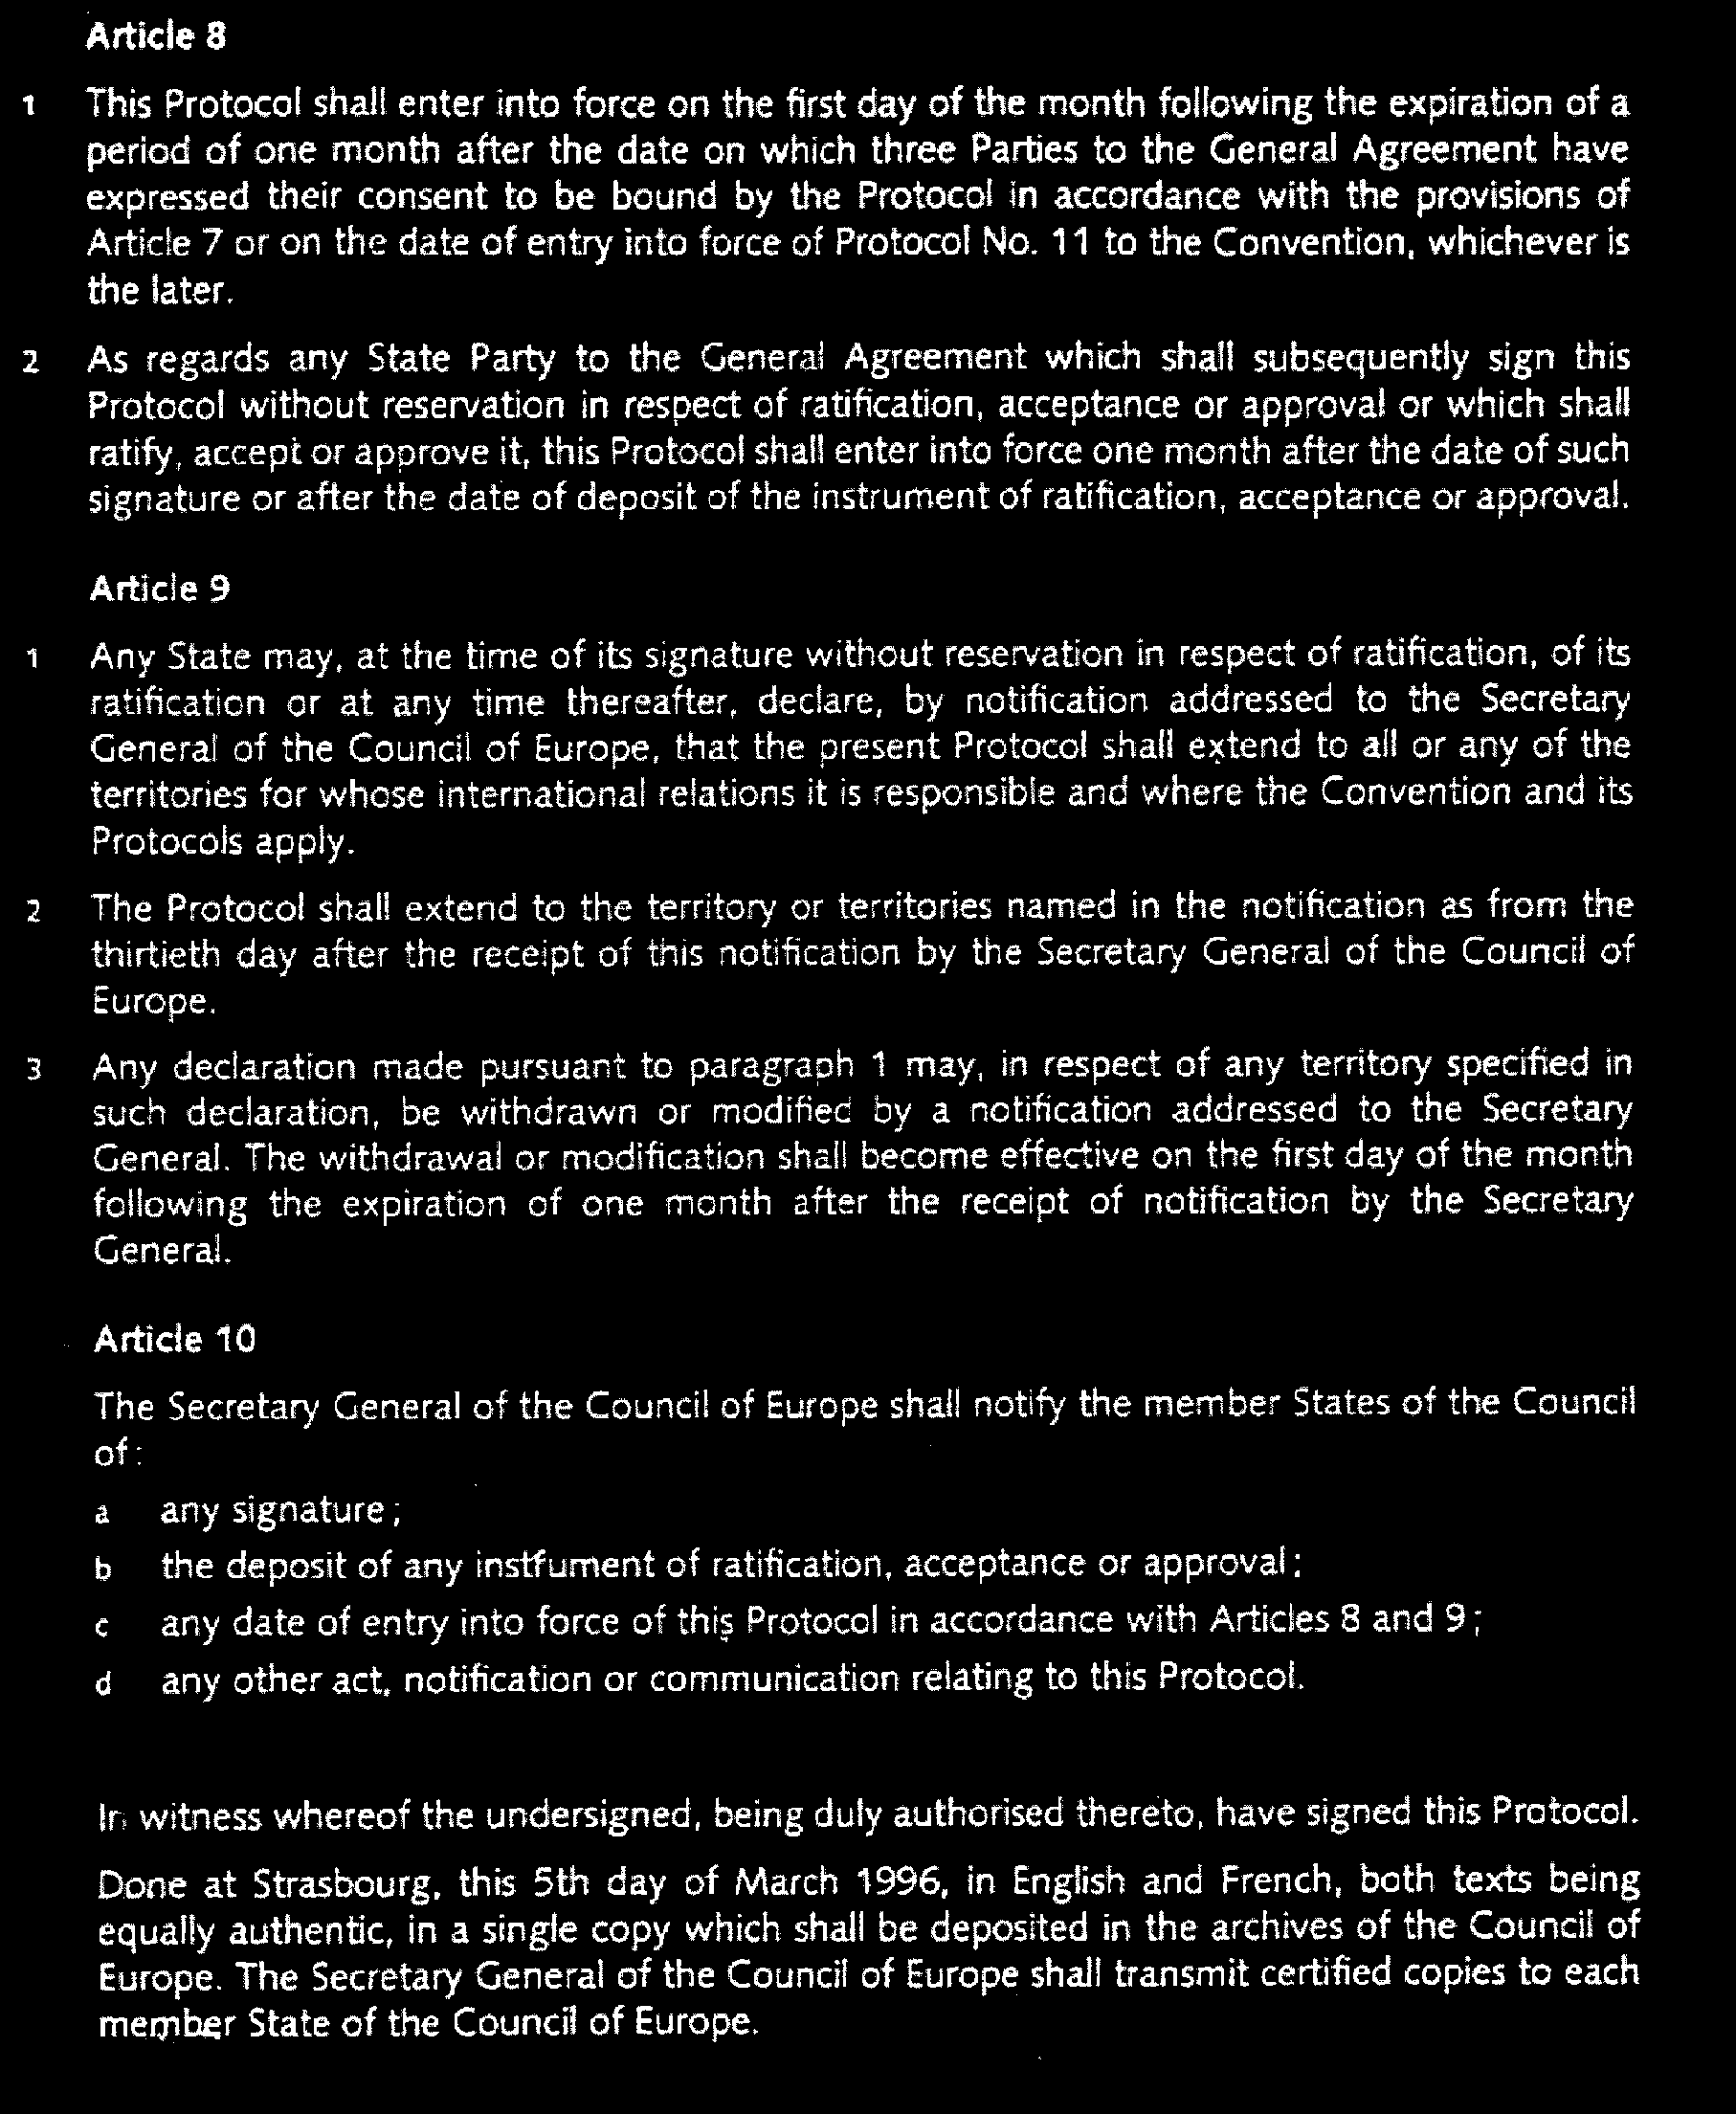 Article 8
1 This Protocol shall enter into force on the first day of the month following the expiration of a
period of one month after the date on which three Parties to the General Agreement have
expressed their consent to be bound by the Protocol in accordance with the provisions of
Article 7 or on the date of entry into force of Protocol No. 11 to the Convention, whichever is
the later.
2 As regards any State Party to the General Agreement which shall subsequently sign this
Protocol without reservation in respect of ratification, acceptance or approval or which shall
ratify, accept or approve it, this Protocol shall enter into force one month after the date of such
signature or after the date of deposit of the instrument of ratification, acceptance or approval.
Article 9
1 Any State may, at the time of its signature without reservation in respect of ratification, of its
ratification or at any time thereafter, declare, by notification addressed to the Secretary
General of the Council of Europe, that the present Protocol shall extend to all or any of the
territories for whose international relations it is responsible and where the Convention and its
Protocols apply.
2 The Protocol shall extend to the territory or territories named in the notification as from the
thirtieth day after the receipt of this notification by the Secretary General of the Council of
Europe.
3 Any declaration made pursuant to paragraph 1 may, in respect of any territory specified in
such declaration, be withdrawn or modified by a notification addressed to the Secretary
General. The withdrawal or modification shall become effective on the first day of the month
following the expiration of one month after the receipt of notification by the Secretary
General.
Article 10
The Secretary General of the Council of Europe shall notify the member States of the Council
of :
a any signature ;
b the deposit of any instrument of ratification, acceptance or approval ;
c any date of entry into force of this Protocol in accordance with Articles 8 and 9 ;
d any other act, notification or communication relating to this Protocol.
In witness whereof the undersigned, being duly authorised thereto, have signed this Protocol.
Done at Strasbourg, this 5th day of March 1996, in English and French, both texts being
equally authentic, in a single copy which shall be deposited in the archives of the Council of
Europe. The Secretary General of the Council of Europe shall transmit certified copies to each
member State of the Council of Europe.